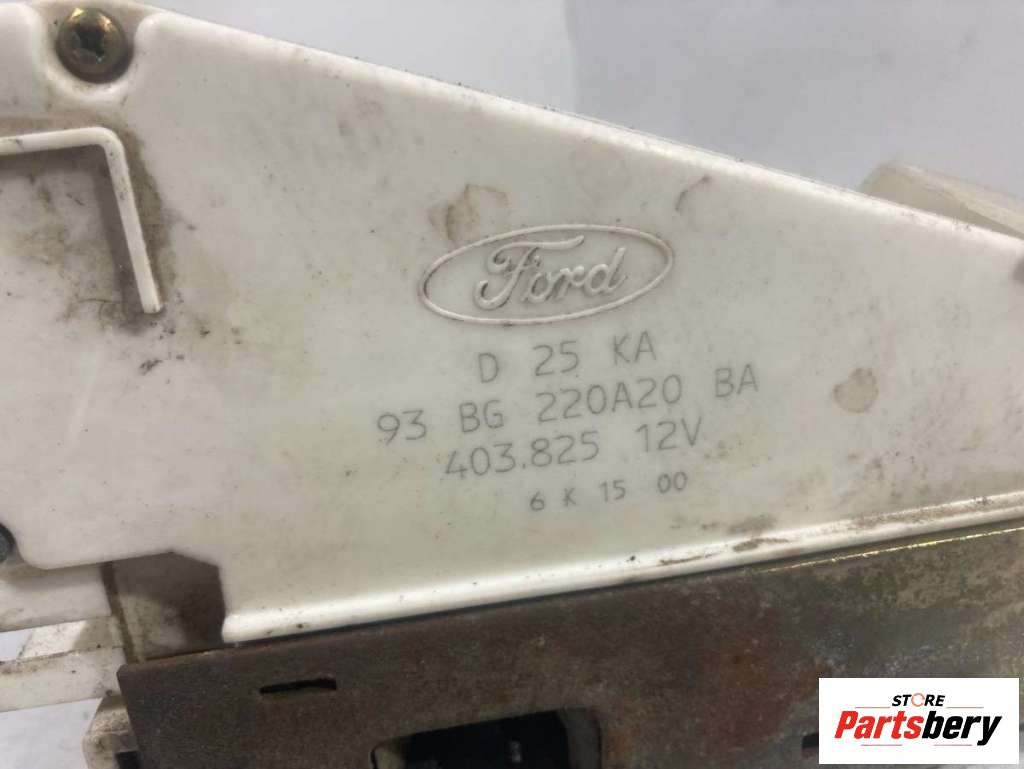 Ford
D 25 KA
93 BG 220A20 BA
403.825 12V
6 K 15 00
STORE
Partsbery